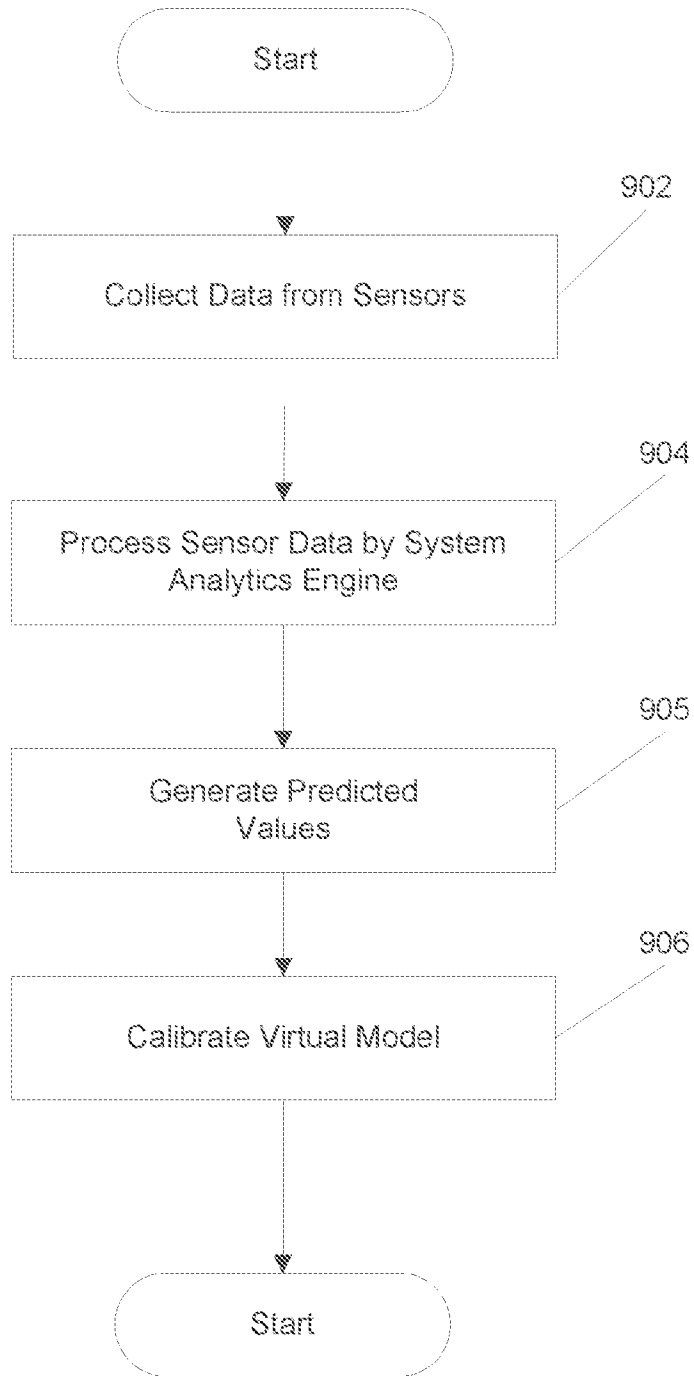 Start
902
Collect Data from Sensors
904
Process Sensor Data by System
Analytics Engine
905
Generate Predicted
Values
906
Calibrate Virtual Model
Start